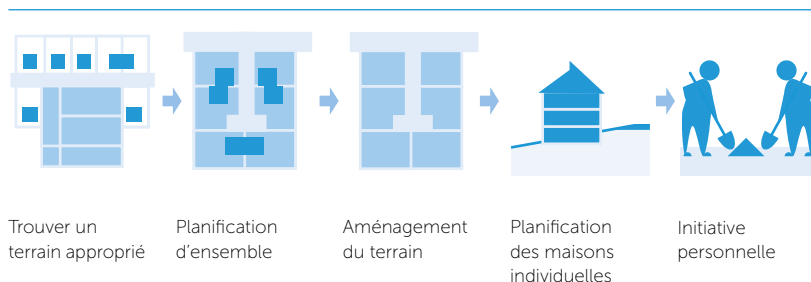 Trouver un
terrain approprié
Planification
d’ensemble
Aménagement
du terrain
Planification
des maisons
individuelles
Initiative
personnelle